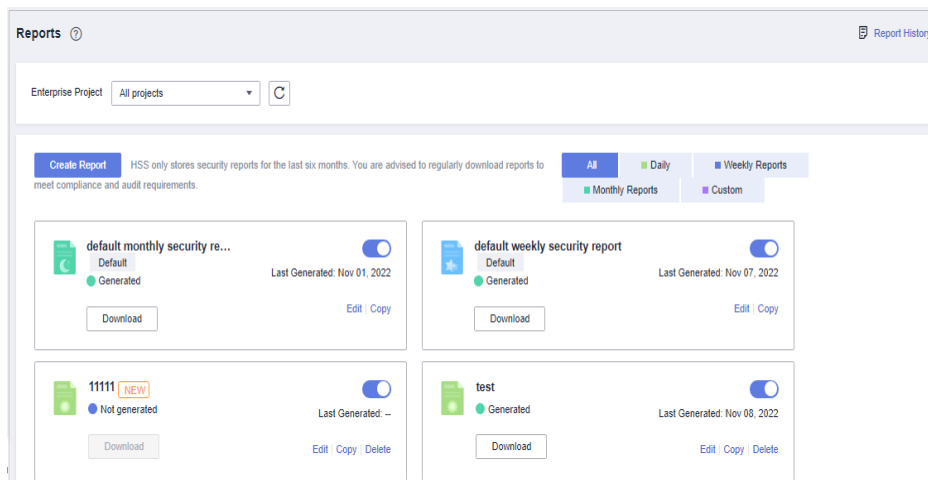 Reports ?
Report History
Enterprise Project All projects
Create Report HSS only stores security reports for the last six months. You are advised to regularly download reports to
meet compliance and audit requirements.
All Daily Weekly Reports
Monthly Reports Custom
default monthly security re...
Default
Generated
Last Generated: Nov 01, 2022
Edit Copy
Download
default weekly security report
Default
Generated
Last Generated: Nov 07, 2022
Edit Copy
Download
11111 NEW
Not generated
Last Generated: --
Download
Edit Copy Delete
test
Generated
Last Generated: Nov 08, 2022
Download
Edit Copy Delete